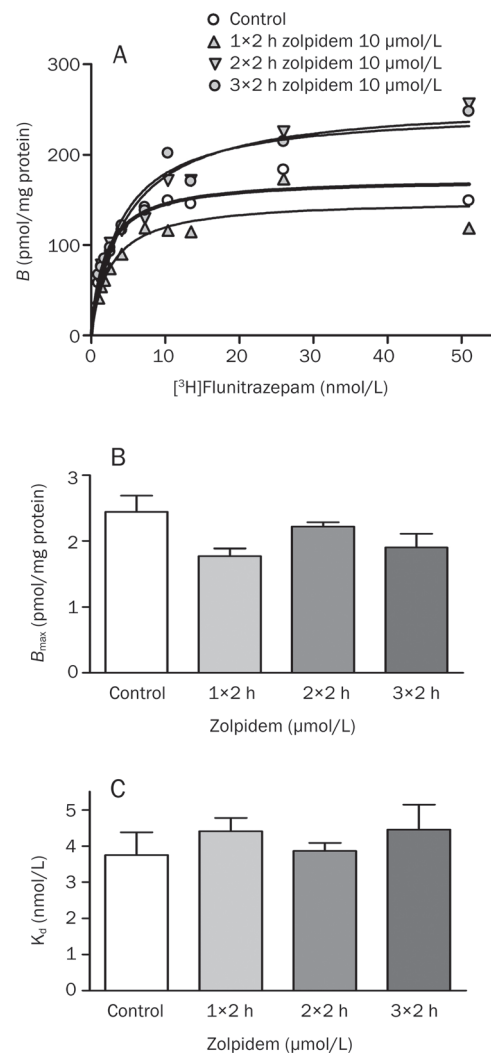 A
Control
1×2 h zolpidem 10 µmol/L
2×2 h zolpidem 10 µmol/L
3×2 h zolpidem 10 µmol/L
B (pmol/mg protein)
300
200
100
0
0 10 20 30 40 50
[³H]Flunitrazepam (nmol/L)
B
Bmax (pmol/mg protein)
3
2
1
0
Control 1×2 h 2×2 h 3×2 h
Zolpidem (µmol/L)
C
Kd (nmol/L)
5
4
3
2
1
0
Control 1×2 h 2×2 h 3×2 h
Zolpidem (µmol/L)